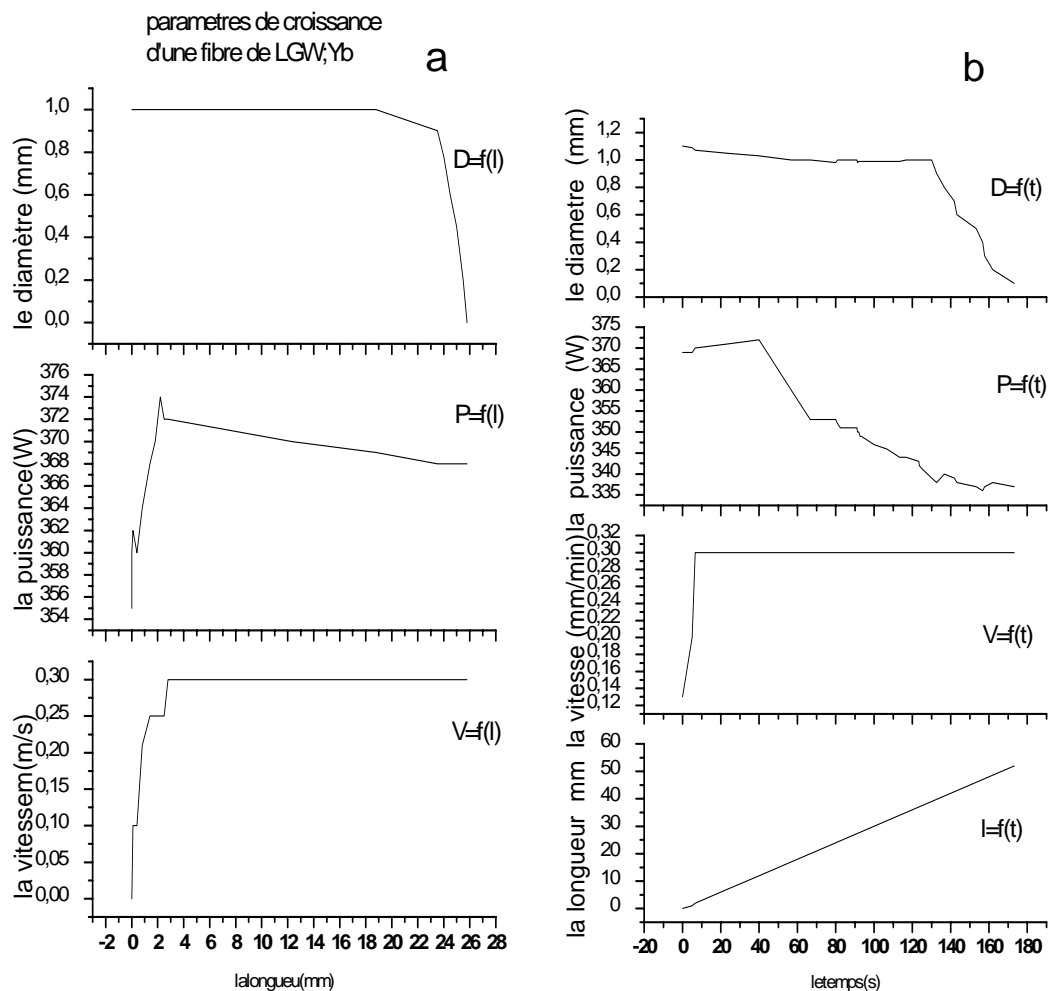 parametres de croissance
d'une fibre de LGW;Yb
a
1,0
0,8
0,6
0,4
0,2
0,0
le diamètre (mm)
D=f(l)
376
374
372
370
368
366
364
362
360
358
356
354
la puissance(W)
P=f(l)
0,30
0,25
0,20
0,15
0,10
0,05
0,00
la vitessem(m/s)
V=f(l)
-2 0 2 4 6 8 10 12 14 16 18 20 22 24 26 28
lalongueu(mm)
b
1,2
1,0
0,8
0,6
0,4
0,2
0,0
le diametre (mm)
D=f(t)
375
370
365
360
355
350
345
340
335
la puissance (W)
P=f(t)
0,32
0,30
0,28
0,26
0,24
0,22
0,20
0,18
0,16
0,14
0,12
la vitesse (mm/min)
V=f(t)
60
50
40
30
20
10
0
la longueur mm
l=f(t)
-20 0 20 40 60 80 100 120 140 160 180
letemps(s)